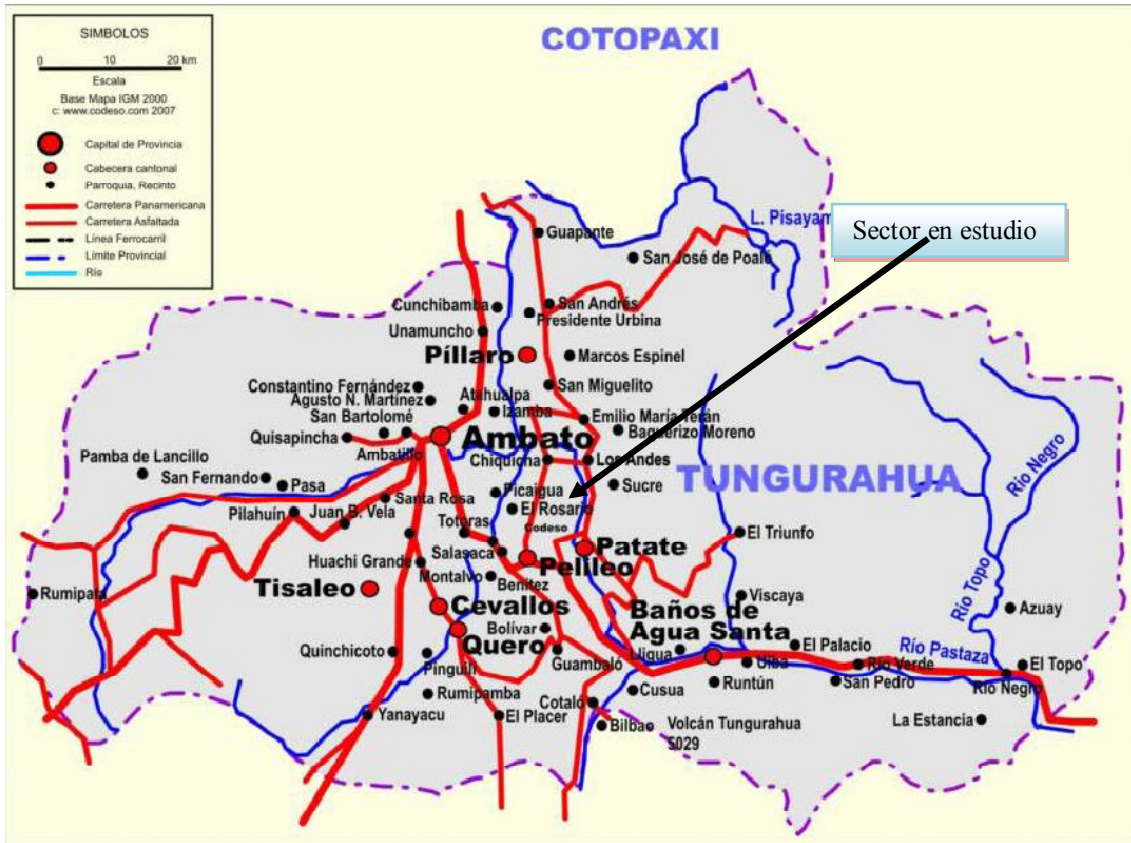 SIMBOLOS
0 10 20 km
Escala
Base Mapa IGM 2000
c: www.codeso.com 2007
Capital de Provincia
Cabecera cantonal
Parroquia, Recinto
Carretera Panamericana
Carretera Asfaltada
Línea Ferrocarril
Límite Provincial
Río
COTOPAXI
L. Pisayam
Sector en estudio
Guapante
San José de Poaló
Cunchibamba
San Andrés
Presidente Urbina
Unamuncho
Píllaro
Marcos Espinel
Constantino Fernández
San Miguelito
Agusto N. Martínez
Atahualpa
Izamba
San Bartolomé
Emilio María Terán
Baquerizo Moreno
Quisapincha
Ambato
Ambatillo
Chiquicha
Los Andes
Pamba de Lancillo
San Fernando
Pasa
TUNGURAHUA
Río Negro
Picaigua
Sucre
Santa Rosa
Pilahuín
Juan B. Vela
El Rosario
Totoras
Codeso
El Triunfo
Patate
Salasaca
Huachi Grande
Pelileo
Montalvo
Benítez
Tisaleo
Rumipata
Viscaya
Río Topo
Azuay
Cevallos
Baños de
Agua Santa
Bolívar
Quero
El Palacio
Río Pastaza
Lligua
Quinchicoto
Pinguilí
Guambaló
Ulba
Río Verde
El Topo
Runtún
San Pedro
Río Negro
Rumipamba
Cusua
Cotaló
Yanayacu
El Placer
Bilbao
Volcán Tungurahua
5029
La Estancia